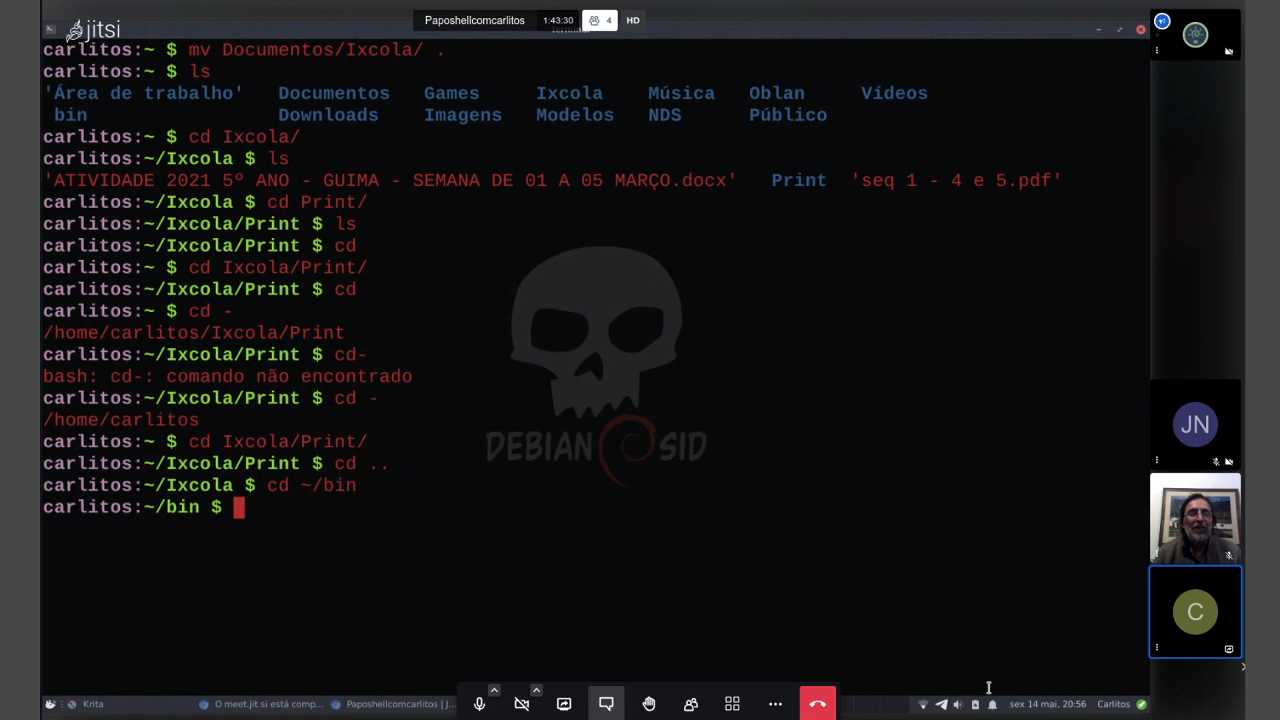 jitsi
Paposhellcomcarlitos 1:43:30 4 HD
carlitos:~ $ mv Documentos/Ixcola/ .
carlitos:~ $ ls
'Área de trabalho' Documentos Games Ixcola Música Oblan Vídeos
bin Downloads Imagens Modelos NDS Público
carlitos:~ $ cd Ixcola/
carlitos:~/Ixcola $ ls
'ATIVIDADE 2021 5º ANO - GUIMA - SEMANA DE 01 A 05 MARÇO.docx' Print 'seq 1 - 4 e 5.pdf'
carlitos:~/Ixcola $ cd Print/
carlitos:~/Ixcola/Print $ ls
carlitos:~/Ixcola/Print $ cd
carlitos:~ $ cd Ixcola/Print/
carlitos:~/Ixcola/Print $ cd
carlitos:~ $ cd -
/home/carlitos/Ixcola/Print
carlitos:~/Ixcola/Print $ cd-
bash: cd-: comando não encontrado
carlitos:~/Ixcola/Print $ cd -
/home/carlitos
carlitos:~ $ cd Ixcola/Print/
carlitos:~/Ixcola/Print $ cd ..
carlitos:~/Ixcola $ cd ~/bin
carlitos:~/bin $
DEBIAN SID
JN
C
Krita O meet.jit.si está comp... Paposhellcomcarlitos | J... sex 14 mai, 20:56 Carlitos